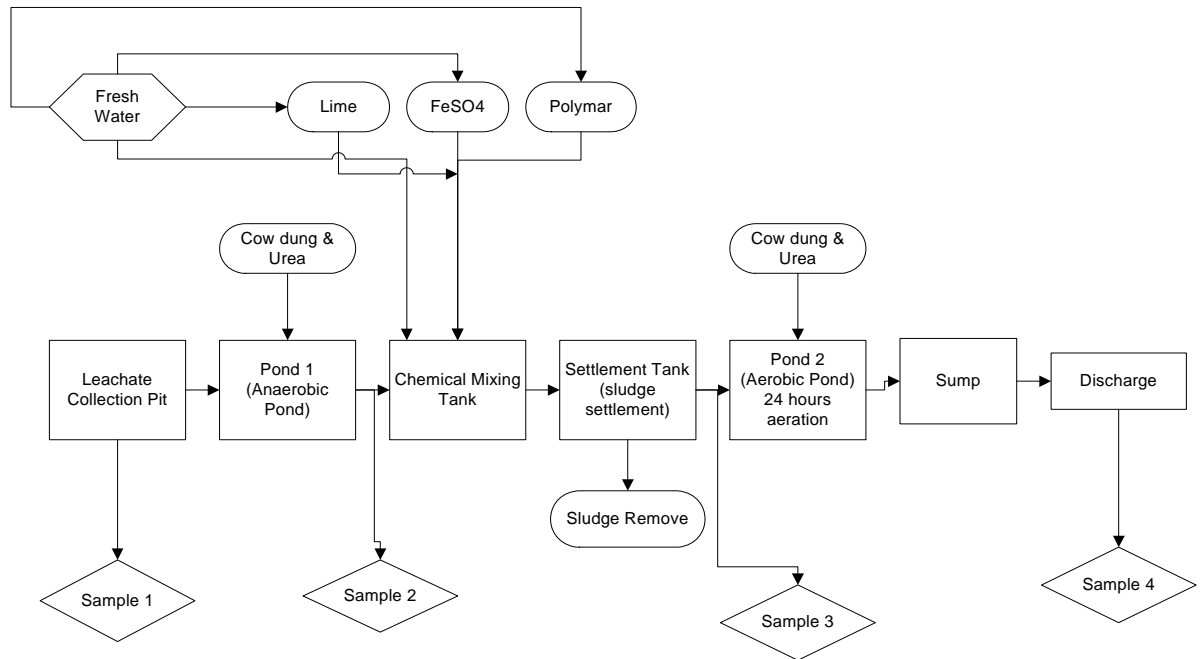 Fresh
Water
Lime
FeSO4
Polymar
Cow dung &
Urea
Cow dung &
Urea
Leachate
Collection Pit
Pond 1
(Anaerobic
Pond)
Chemical Mixing
Tank
Settlement Tank
(sludge
settlement)
Pond 2
(Aerobic Pond)
24 hours
aeration
Sump
Discharge
Sludge Remove
Sample 1
Sample 2
Sample 3
Sample 4